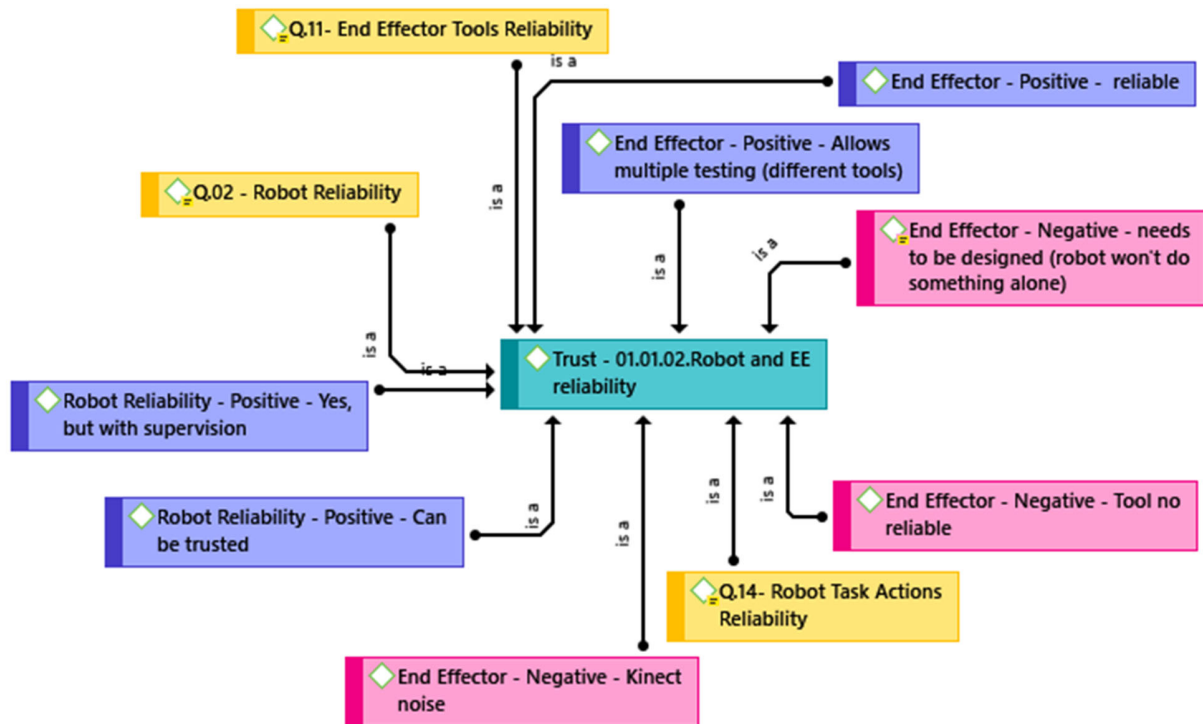 Q.11- End Effector Tools Reliability
is a
End Effector - Positive -  reliable
End Effector - Positive - Allows
multiple testing (different tools)
is a
Q.02 - Robot Reliability
End Effector - Negative - needs
to be designed (robot won't do
something alone)
is a
is a
is a
is a
Trust - 01.01.02.Robot and EE
reliability
Robot Reliability - Positive - Yes,
but with supervision
Robot Reliability - Positive - Can
be trusted
End Effector - Negative - Tool no
reliable
is a
is a
is a
is a
Q.14- Robot Task Actions
Reliability
End Effector - Negative - Kinect
noise